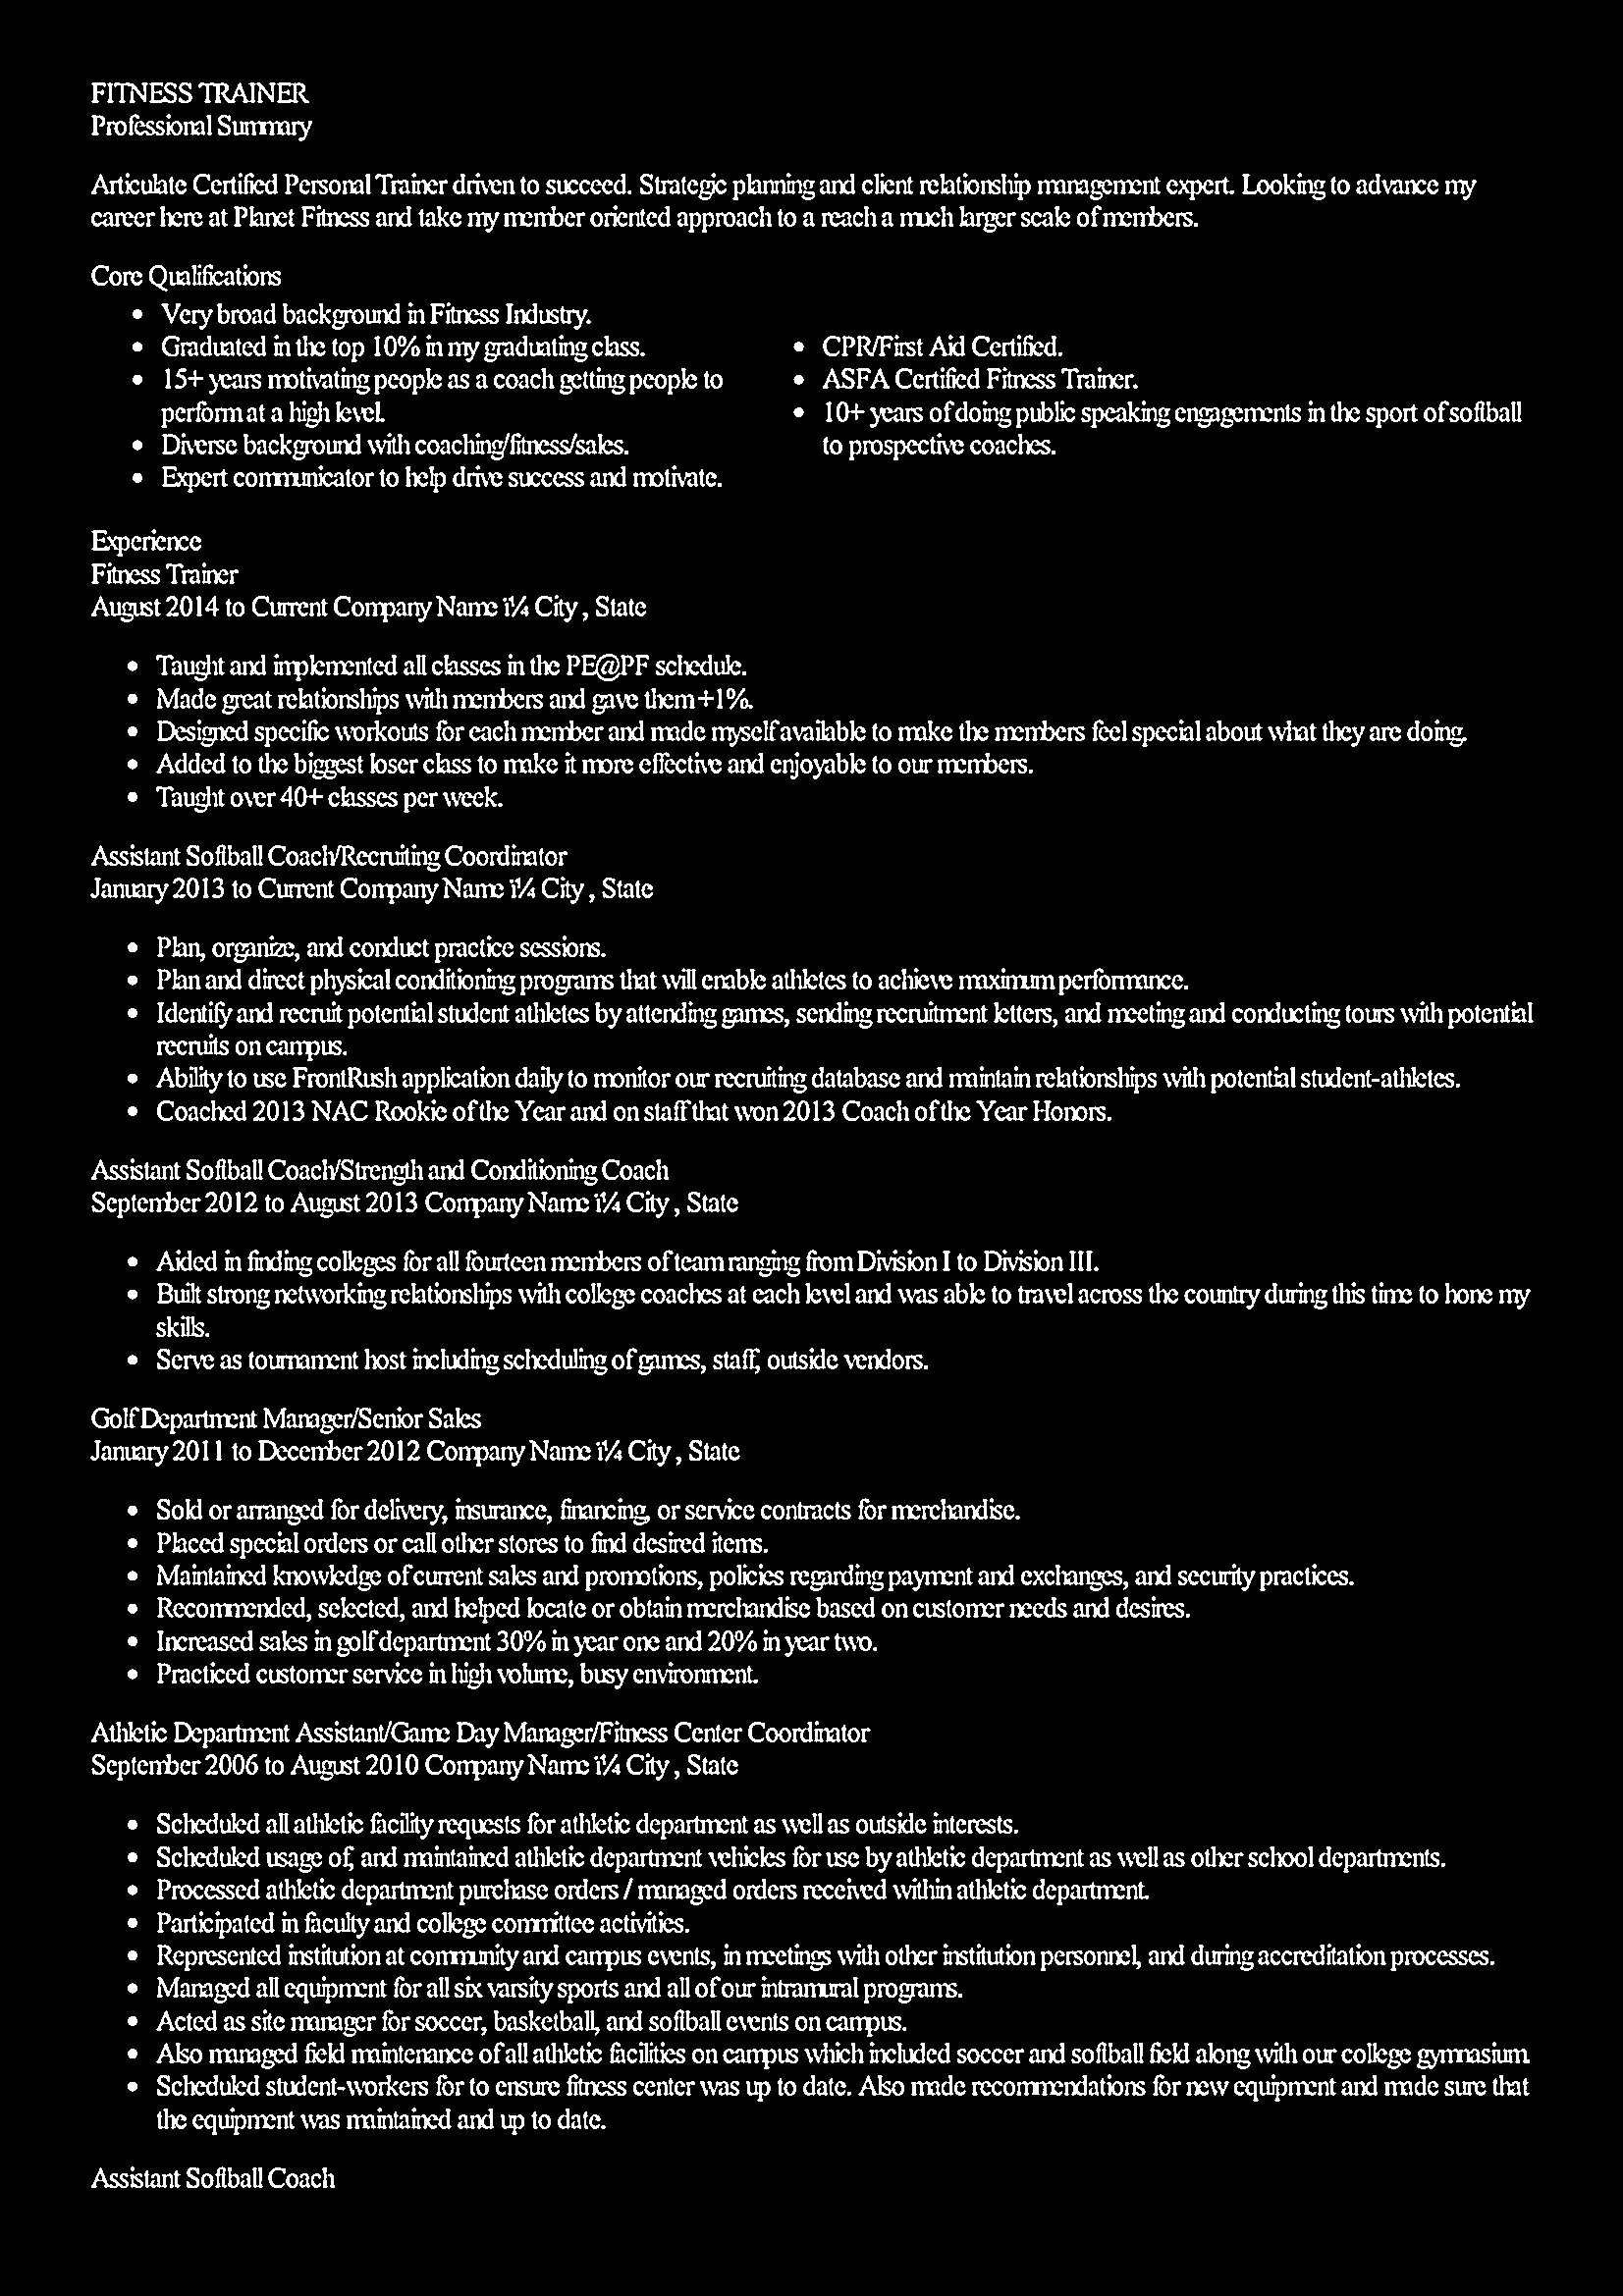 FITNESS TRAINER
Professional Summary
Articulate Certified Personal Trainer driven to succeed. Strategic planning and client relationship management expert. Looking to advance my
career here at Planet Fitness and take my member oriented approach to a reach a much larger scale of members.
Core Qualifications
• Very broad background in Fitness Industry.
• Graduated in the top 10% in my graduating class.
• 15+ years motivating people as a coach getting people to
perform at a high level.
• Diverse background with coaching/fitness/sales.
• Expert communicator to help drive success and motivate.
• CPR/First Aid Certified.
• ASFA Certified Fitness Trainer.
• 10+ years of doing public speaking engagements in the sport of softball
to prospective coaches.
Experience
Fitness Trainer
August 2014 to Current Company Name ï¼ City , State
• Taught and implemented all classes in the PE@PF schedule.
• Made great relationships with members and gave them +1%.
• Designed specific workouts for each member and made myself available to make the members feel special about what they are doing.
• Added to the biggest loser class to make it more effective and enjoyable to our members.
• Taught over 40+ classes per week.
Assistant Softball Coach/Recruiting Coordinator
January 2013 to Current Company Name ï¼ City , State
• Plan, organize, and conduct practice sessions.
• Plan and direct physical conditioning programs that will enable athletes to achieve maximum performance.
• Identify and recruit potential student athletes by attending games, sending recruitment letters, and meeting and conducting tours with potential
recruits on campus.
• Ability to use FrontRush application daily to monitor our recruiting database and maintain relationships with potential student-athletes.
• Coached 2013 NAC Rookie of the Year and on staff that won 2013 Coach of the Year Honors.
Assistant Softball Coach/Strength and Conditioning Coach
September 2012 to August 2013 Company Name ï¼ City , State
• Aided in finding colleges for all fourteen members of team ranging from Division I to Division III.
• Built strong networking relationships with college coaches at each level and was able to travel across the country during this time to hone my
skills.
• Serve as tournament host including scheduling of games, staff, outside vendors.
Golf Department Manager/Senior Sales
January 2011 to December 2012 Company Name ï¼ City , State
• Sold or arranged for delivery, insurance, financing, or service contracts for merchandise.
• Placed special orders or call other stores to find desired items.
• Maintained knowledge of current sales and promotions, policies regarding payment and exchanges, and security practices.
• Recommended, selected, and helped locate or obtain merchandise based on customer needs and desires.
• Increased sales in golf department 30% in year one and 20% in year two.
• Practiced customer service in high volume, busy environment.
Athletic Department Assistant/Game Day Manager/Fitness Center Coordinator
September 2006 to August 2010 Company Name ï¼ City , State
• Scheduled all athletic facility requests for athletic department as well as outside interests.
• Scheduled usage of, and maintained athletic department vehicles for use by athletic department as well as other school departments.
• Processed athletic department purchase orders / managed orders received within athletic department.
• Participated in faculty and college committee activities.
• Represented institution at community and campus events, in meetings with other institution personnel, and during accreditation processes.
• Managed all equipment for all six varsity sports and all of our intramural programs.
• Acted as site manager for soccer, basketball, and softball events on campus.
• Also managed field maintenance of all athletic facilities on campus which included soccer and softball field along with our college gymnasium.
• Scheduled student-workers for to ensure fitness center was up to date. Also made recommendations for new equipment and made sure that
the equipment was maintained and up to date.
Assistant Softball Coach